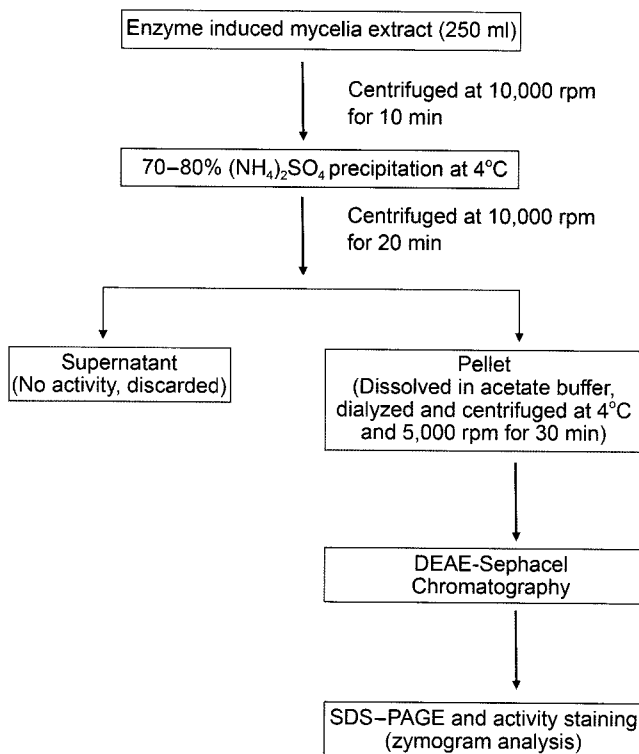 Enzyme induced mycelia extract (250 ml)
Centrifuged at 10,000 rpm
for 10 min
70–80% (NH₄)₂SO₄ precipitation at 4°C
Centrifuged at 10,000 rpm
for 20 min
Supernatant
(No activity, discarded)
Pellet
(Dissolved in acetate buffer,
dialyzed and centrifuged at 4°C
and 5,000 rpm for 30 min)
DEAE-Sephacel
Chromatography
SDS–PAGE and activity staining
(zymogram analysis)